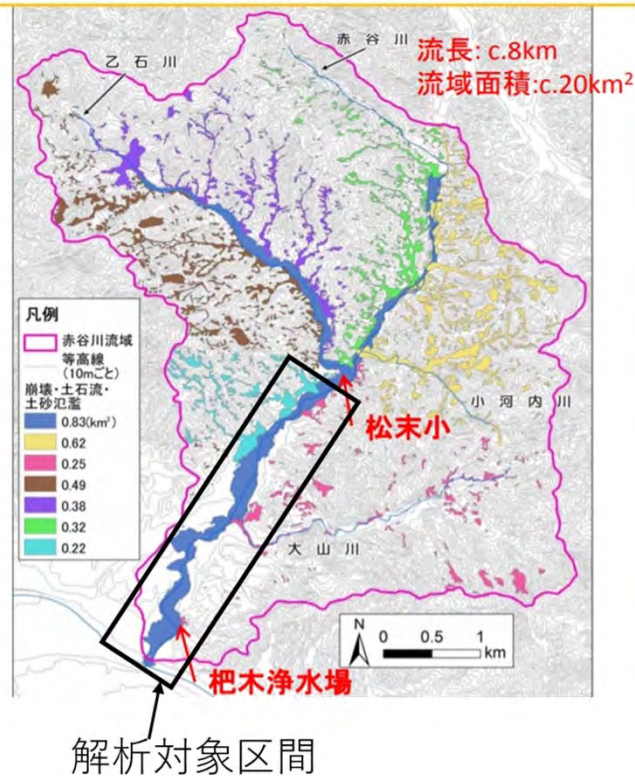 赤谷川
乙石川
流長: c.8km
流域面積:c.20km²
凡例
赤谷川流域
等高線
(10mごと)
崩壊・土石流・
土砂氾濫
0.83(km²)
0.62
0.25
0.49
0.38
0.32
0.22
小河内川
松末小
大山川
N
0 0.5 1
km
杷木浄水場
解析対象区間